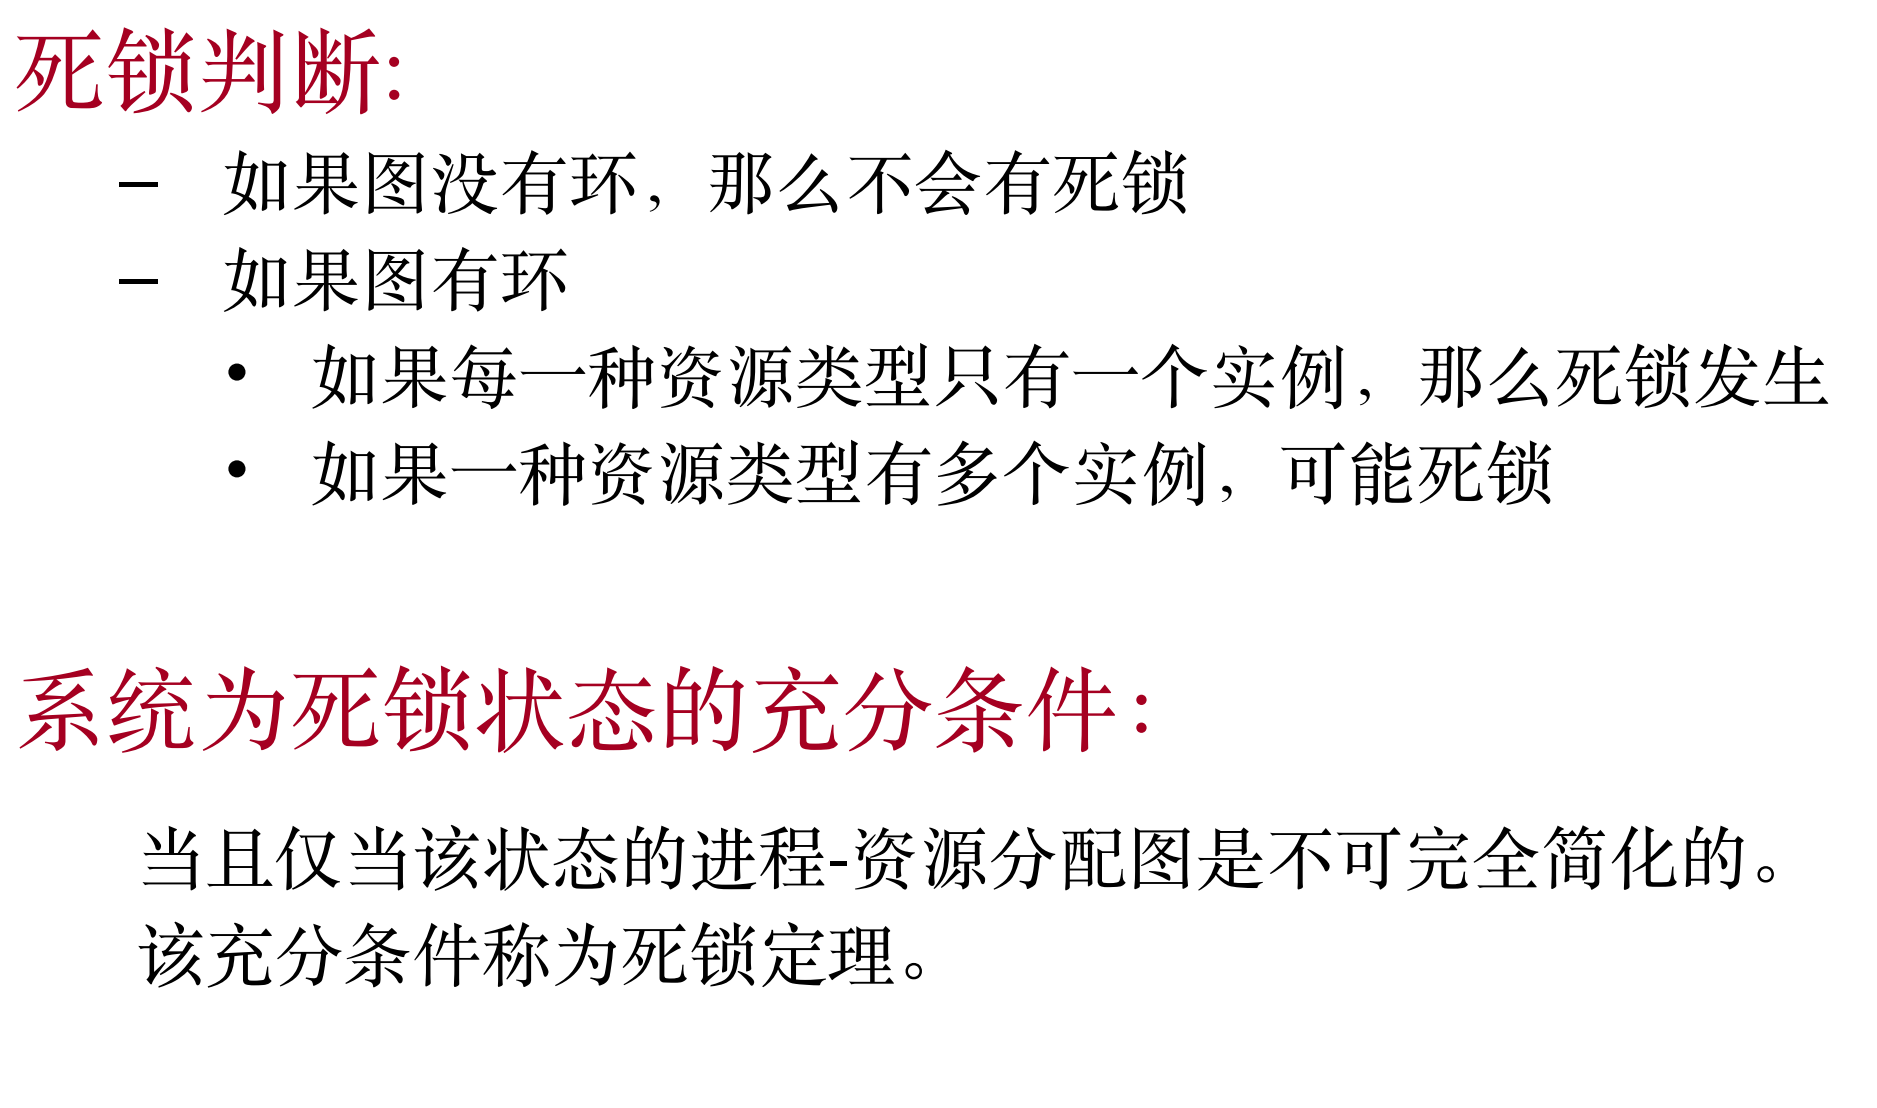 死锁判断:
– 如果图没有环，那么不会有死锁
– 如果图有环
• 如果每一种资源类型只有一个实例，那么死锁发生
• 如果一种资源类型有多个实例，可能死锁
系统为死锁状态的充分条件：
当且仅当该状态的进程-资源分配图是不可完全简化的。
该充分条件称为死锁定理。